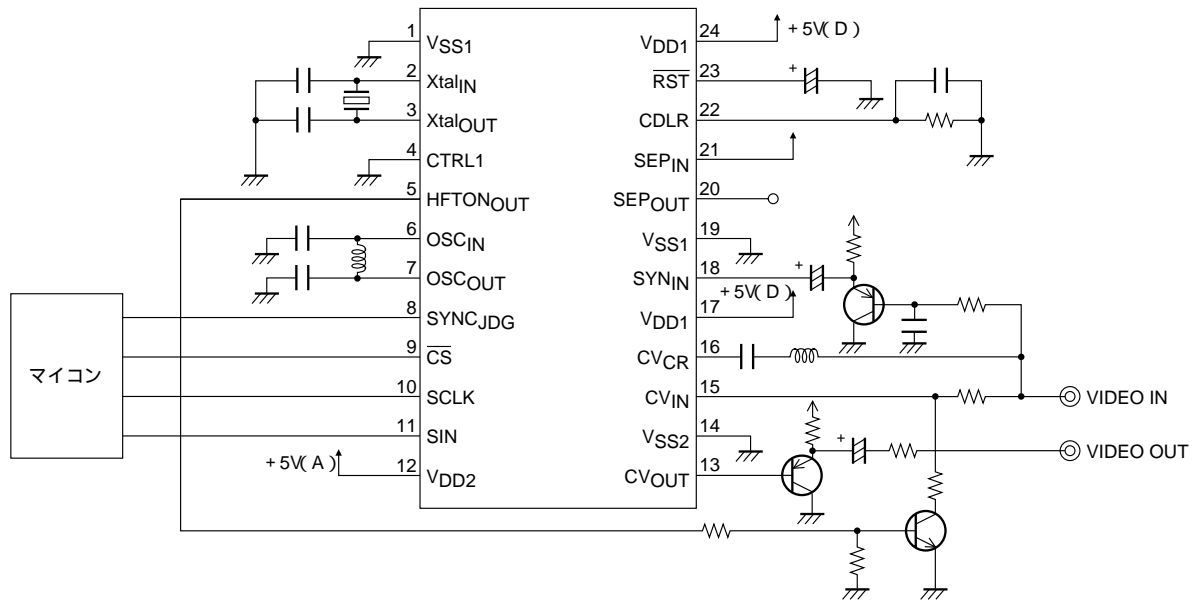 1 VSS1
2 XtalIN
3 XtalOUT
4 CTRL1
5 HFTONOUT
6 OSCIN
7 OSCOUT
8 SYNCJDG
9 CS
10 SCLK
11 SIN
12 VDD2
+5V(A)
マイコン
24 VDD1
+5V(D)
23 RST
+
22 CDLR
21 SEPIN
20 SEPOUT
19 VSS1
18 SYNIN
+
+5V(D)
17 VDD1
16 CVCR
15 CVIN
VIDEO IN
14 VSS2
+
VIDEO OUT
13 CVOUT